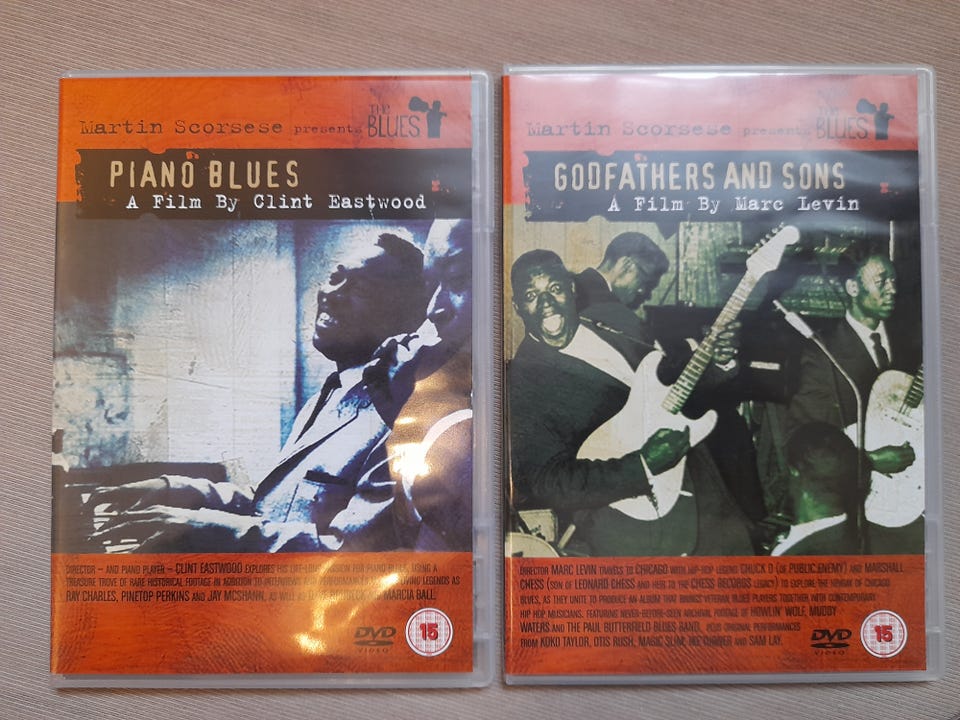 Martin Scorsese presents THE BLUES
PIANO BLUES
A Film By Clint Eastwood
DIRECTOR – AND PIANO PLAYER – CLINT EASTWOOD EXPLORES HIS LIFE-LONG PASSION FOR PIANO BLUES, USING A
TREASURE TROVE OF RARE HISTORICAL FOOTAGE IN ADDITION TO INTERVIEWS AND PERFORMANCES BY LIVING LEGENDS AS
RAY CHARLES, PINETOP PERKINS AND JAY MCSHANN, AS WELL AS DAVE BRUBECK AND MARCIA BALL.
DVD
VIDEO
15
Martin Scorsese presents THE BLUES
GODFATHERS AND SONS
A Film By Marc Levin
DIRECTOR MARC LEVIN TRAVELS TO CHICAGO WITH HIP-HOP LEGEND CHUCK D (OF PUBLIC ENEMY) AND MARSHALL
CHESS (SON OF LEONARD CHESS AND HEIR TO THE CHESS RECORDS LEGACY) TO EXPLORE THE HEYDAY OF CHICAGO
BLUES, AS THEY UNITE TO PRODUCE AN ALBUM THAT BRINGS VETERAN BLUES PLAYERS TOGETHER WITH CONTEMPORARY
HIP HOP MUSICIANS. FEATURING NEVER-BEFORE-SEEN ARCHIVAL FOOTAGE OF HOWLIN' WOLF, MUDDY
WATERS AND THE PAUL BUTTERFIELD BLUES BAND, PLUS ORIGINAL PERFORMANCES
FROM KOKO TAYLOR, OTIS RUSH, MAGIC SLIM, IKE TURNER AND SAM LAY.
DVD
VIDEO
15